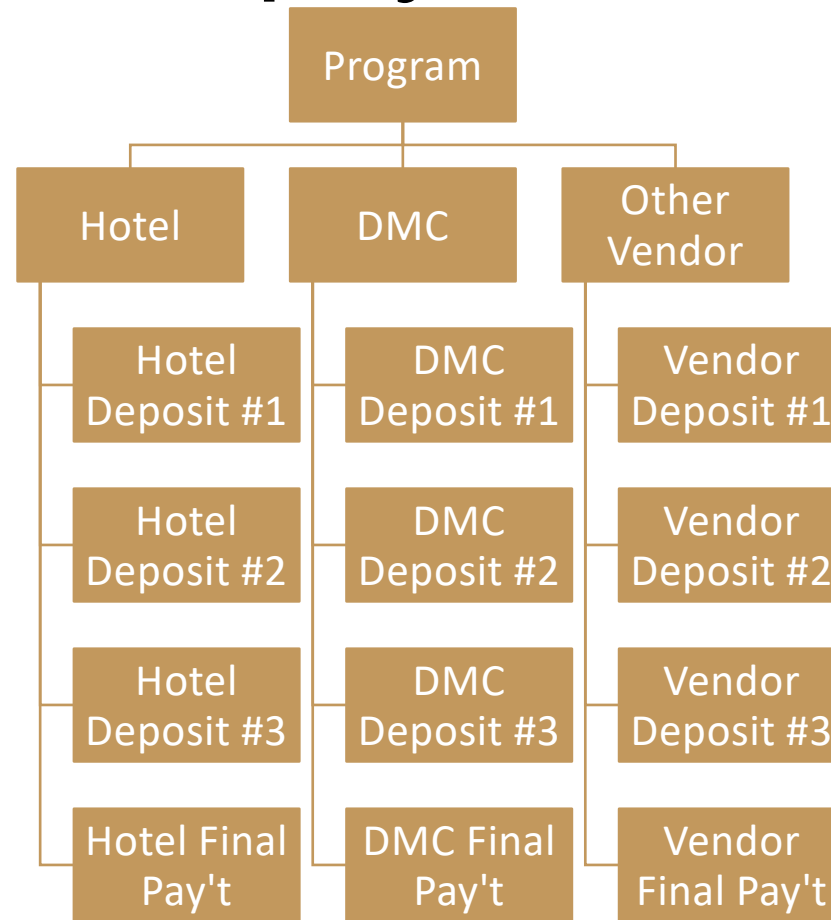 Program
Hotel
DMC
Other
Vendor
Hotel
Deposit #1
DMC
Deposit #1
Vendor
Deposit #1
Hotel
Deposit #2
DMC
Deposit #2
Vendor
Deposit #2
Hotel
Deposit #3
DMC
Deposit #3
Vendor
Deposit #3
Hotel Final
Pay't
DMC Final
Pay't
Vendor
Final Pay't